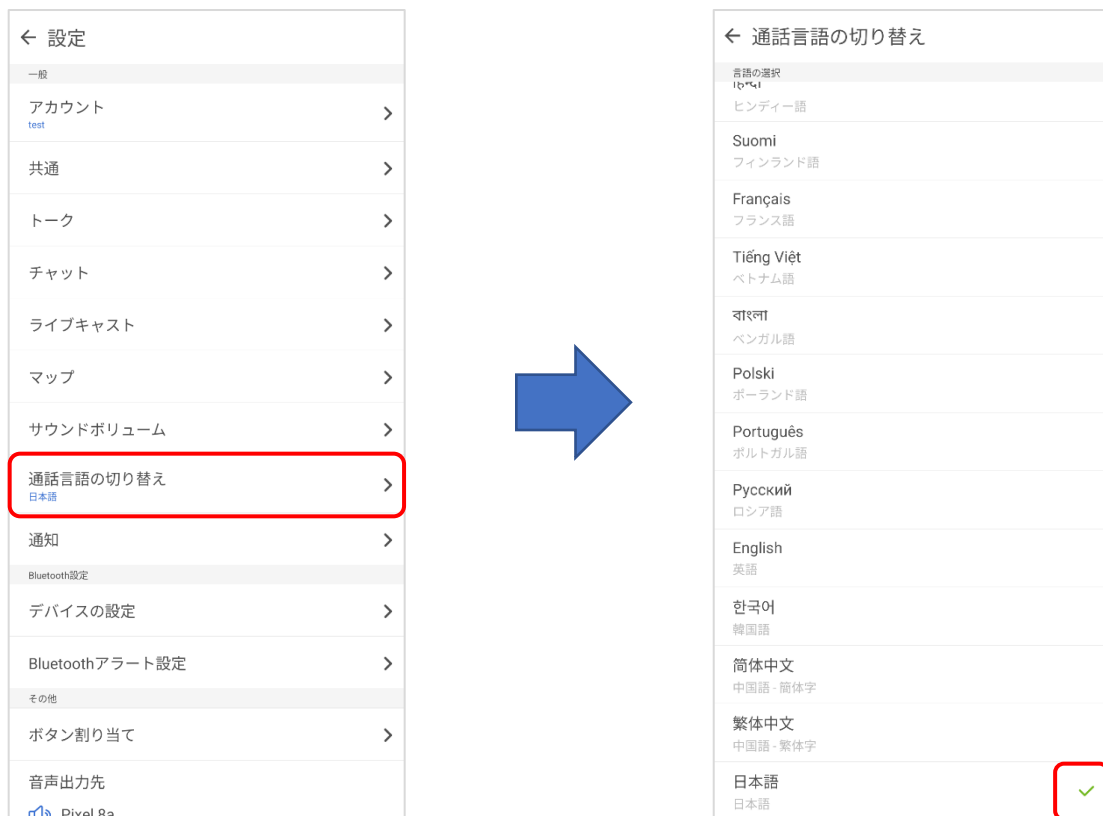 設定
一般
アカウント
test
共通
トーク
チャット
ライブキャスト
マップ
サウンドボリューム
通話言語の切り替え
日本語
通知
Bluetooth設定
デバイスの設定
Bluetoothアラート設定
その他
ボタン割り当て
音声出力先
Pixel 8a
通話言語の切り替え
言語の選択
हिन्दी
ヒンディー語
Suomi
フィンランド語
Français
フランス語
Tiếng Việt
ベトナム語
বাংলা
ベンガル語
Polski
ポーランド語
Português
ポルトガル語
Русский
ロシア語
English
英語
한국어
韓国語
简体中文
中国語 - 簡体字
繁体中文
中国語 - 繁体字
日本語
日本語